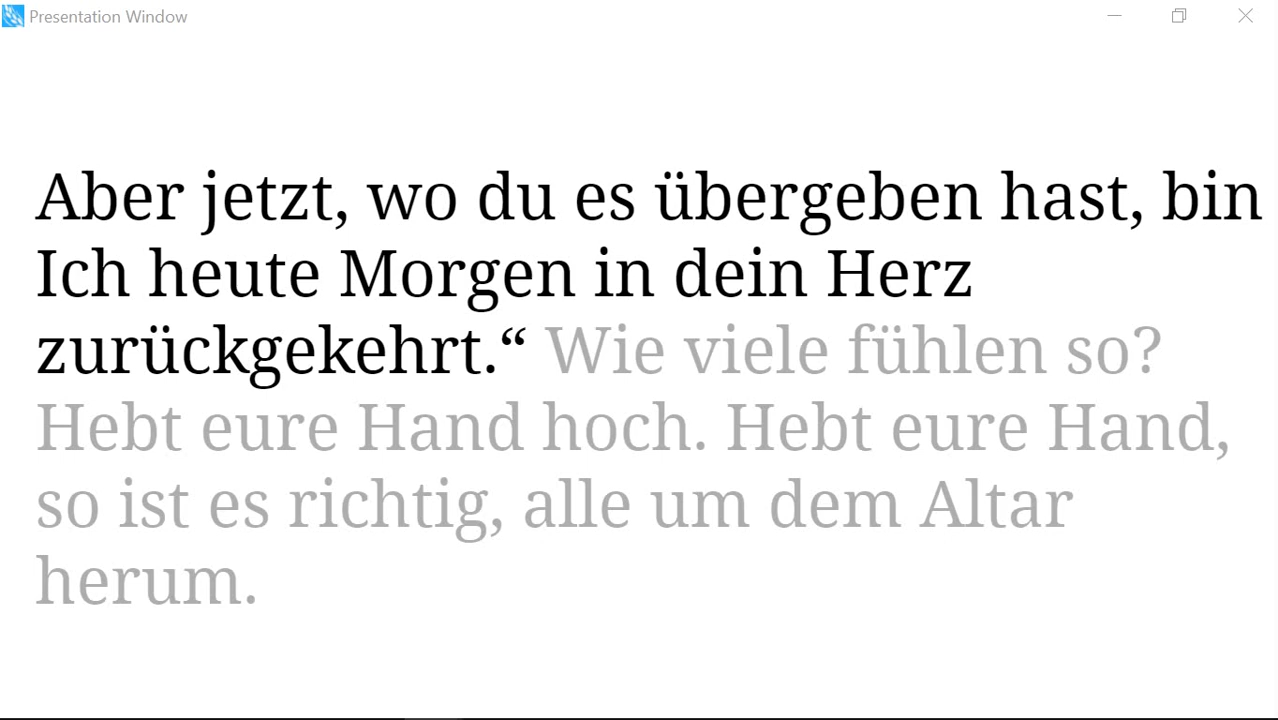 Presentation Window
Aber jetzt, wo du es übergeben hast, bin
Ich heute Morgen in dein Herz
zurückgekehrt.“ Wie viele fühlen so?
Hebt eure Hand hoch. Hebt eure Hand,
so ist es richtig, alle um dem Altar
herum.